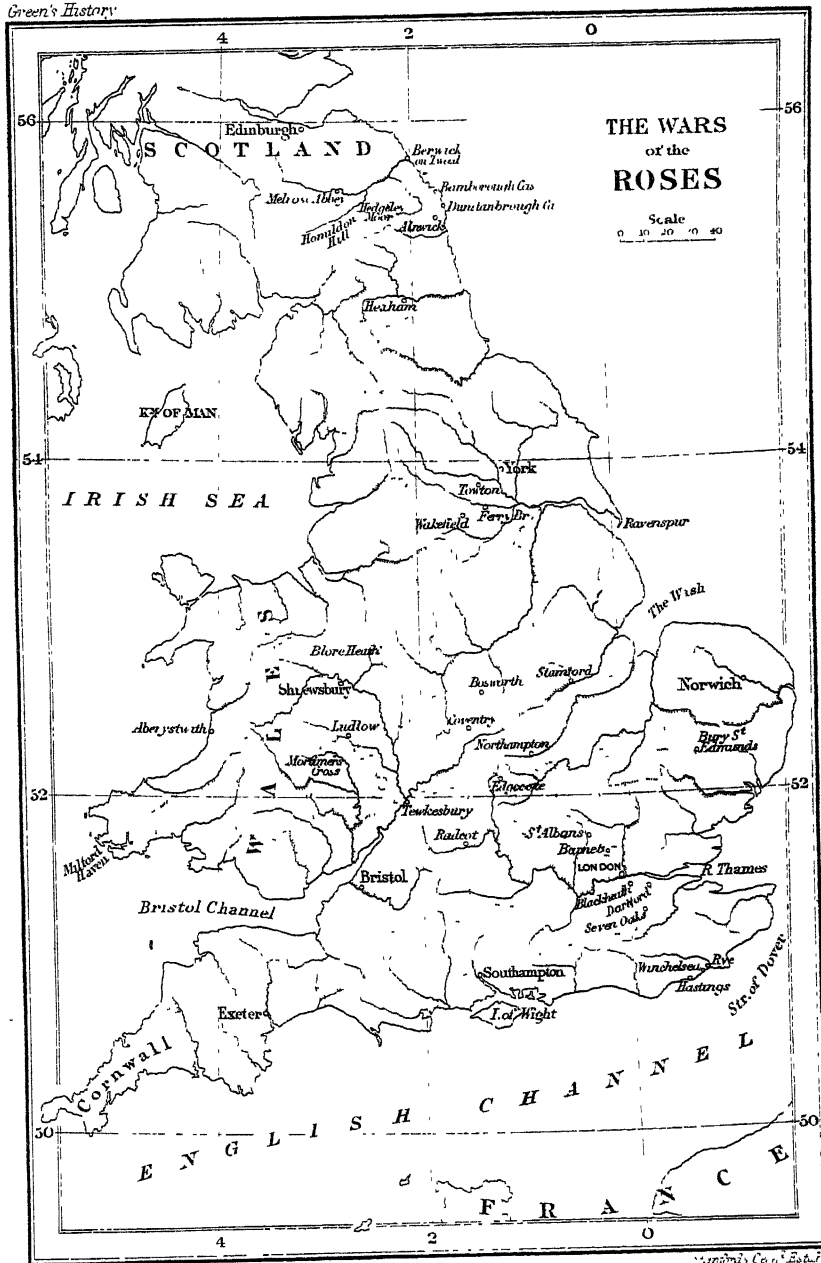 Green's History
4 2 0
56 56
THE WARS
of the
ROSES
Scale
Edinburgh
SCOTLAND
Berwick
on Tweed
Melrose Abbey
Bamborough Cas
Dunstanbrough Ca
Hedgeley
Moor
Homildon
Hill
Alnwick
Hexham
OF MAN
54 54
York
IRISH SEA
Towton
Wakefield
Ferry Br.
Ravenspur
The Wash
Blore Heath
WALES
Shrewsbury
Bosworth
Stamford
Norwich
Aberystwith
Ludlow
Coventry
Northampton
Bury St
Edmunds
Mortimers
Cross
Edgecote
52 52
Tewkesbury
Milford
Haven
Radcot
St Albans
Barnet
LONDON
R Thames
Bristol
Blackheath
Dartford
Seven Oaks
Bristol Channel
Southampton
Winchelsea
Rye
Hastings
Str. of Dover
Exeter
I. of Wight
Cornwall
ENGLISH CHANNEL
50 50
FRANCE
4 2 0